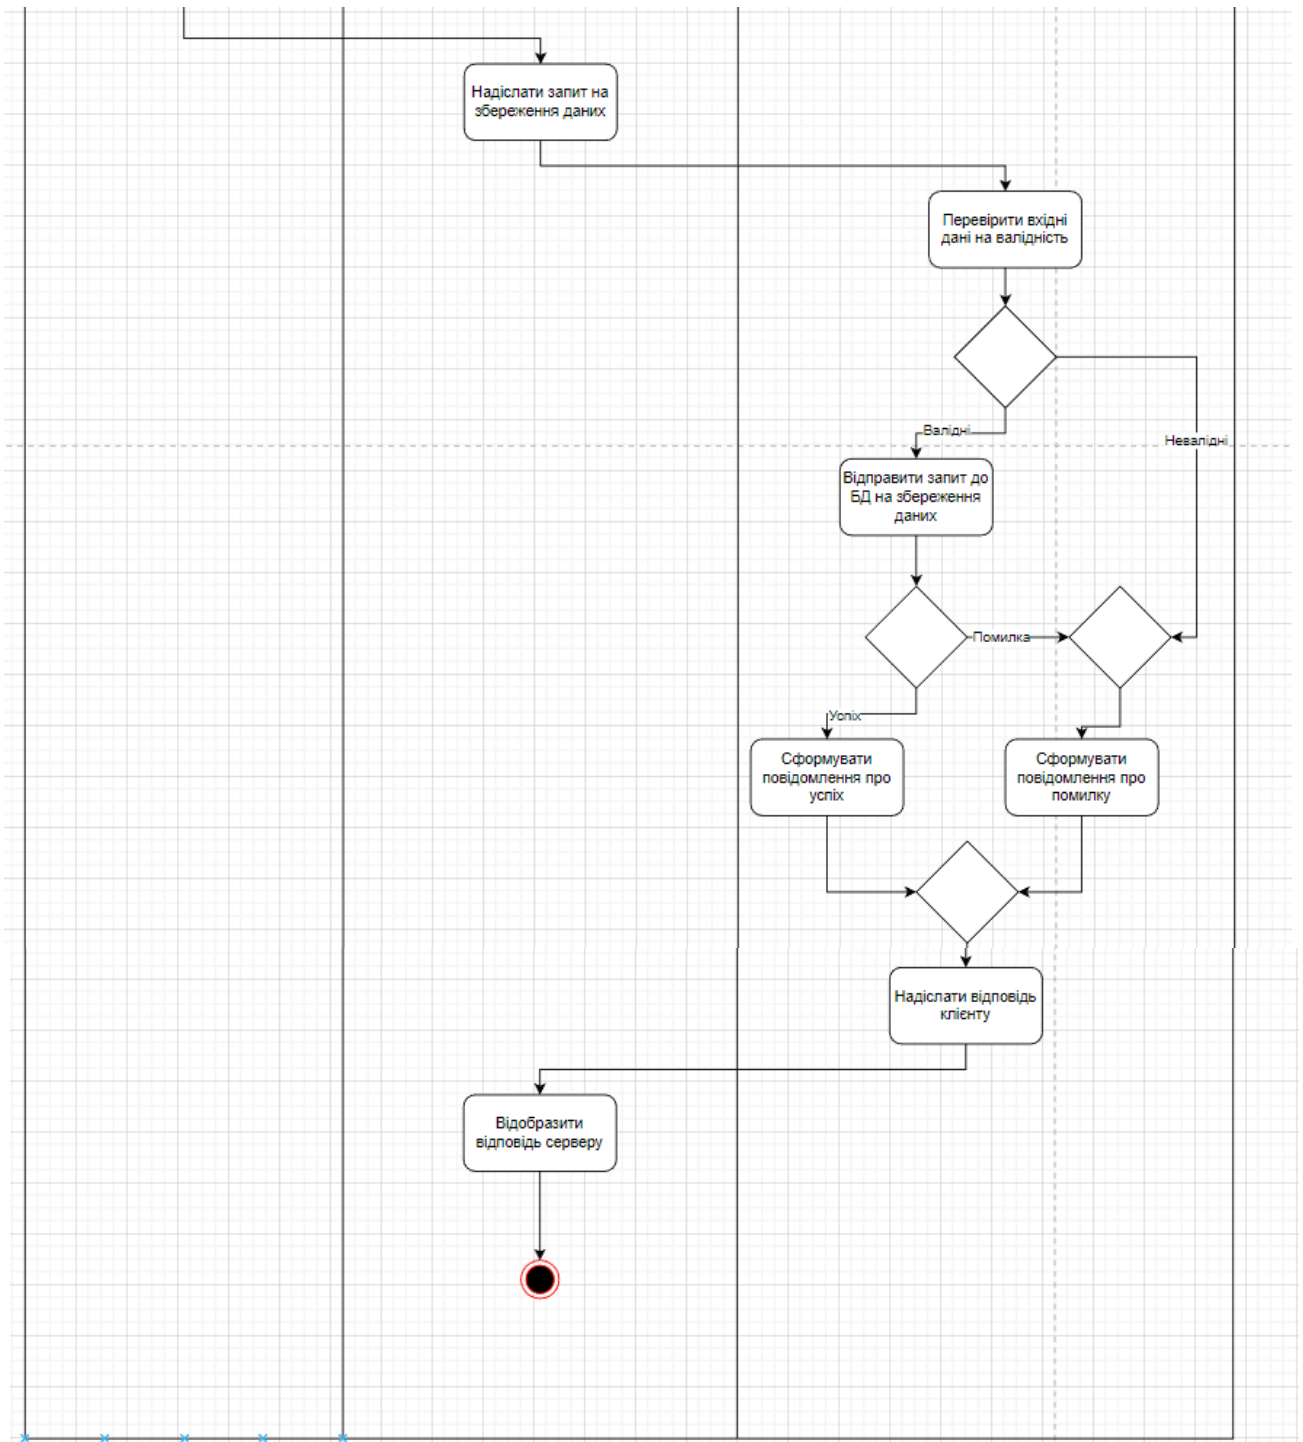 Надіслати запит на
збереження даних
Перевірити вхідні
дані на валідність
Валідні
Невалідні
Відправити запит до
БД на збереження
даних
Помилка
Успіх
Сформувати
повідомлення про
успіх
Сформувати
повідомлення про
помилку
Надіслати відповідь
клієнту
Відобразити
відповідь серверу